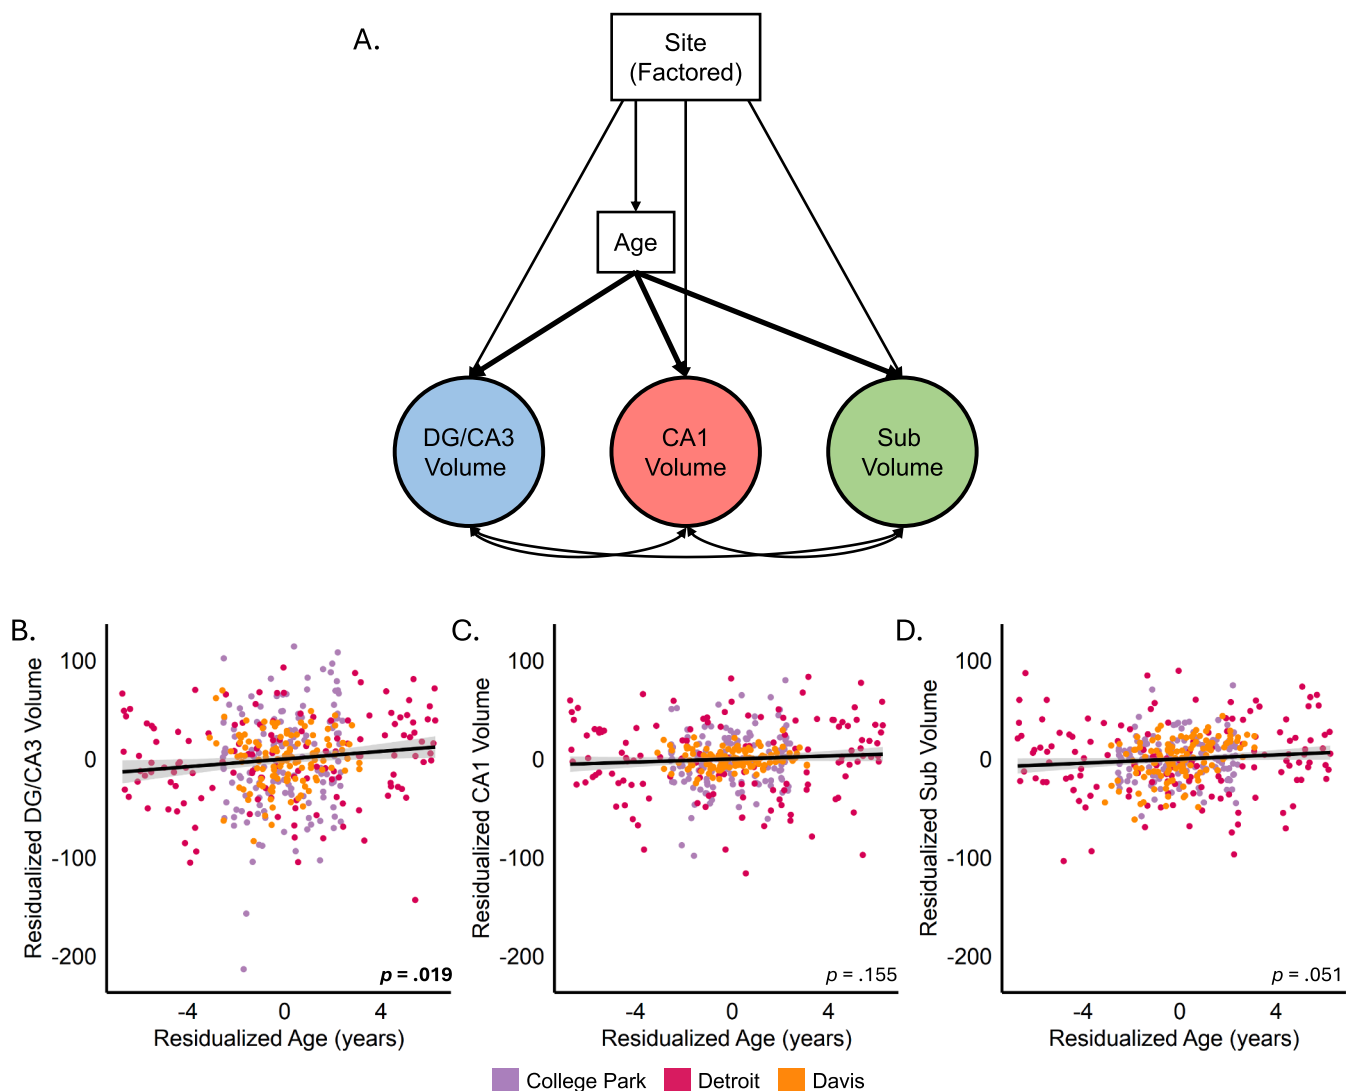 A.
Site
(Factored)
Age
DG/CA3
Volume
CA1
Volume
Sub
Volume
B.
Residualized DG/CA3 Volume
100
0
-100
-200
-4
0
4
p = .019
Residualized Age (years)
C.
Residualized CA1 Volume
100
0
-100
-200
-4
0
4
p = .155
Residualized Age (years)
D.
Residualized Sub Volume
100
0
-100
-200
-4
0
4
p = .051
Residualized Age (years)
College Park
Detroit
Davis